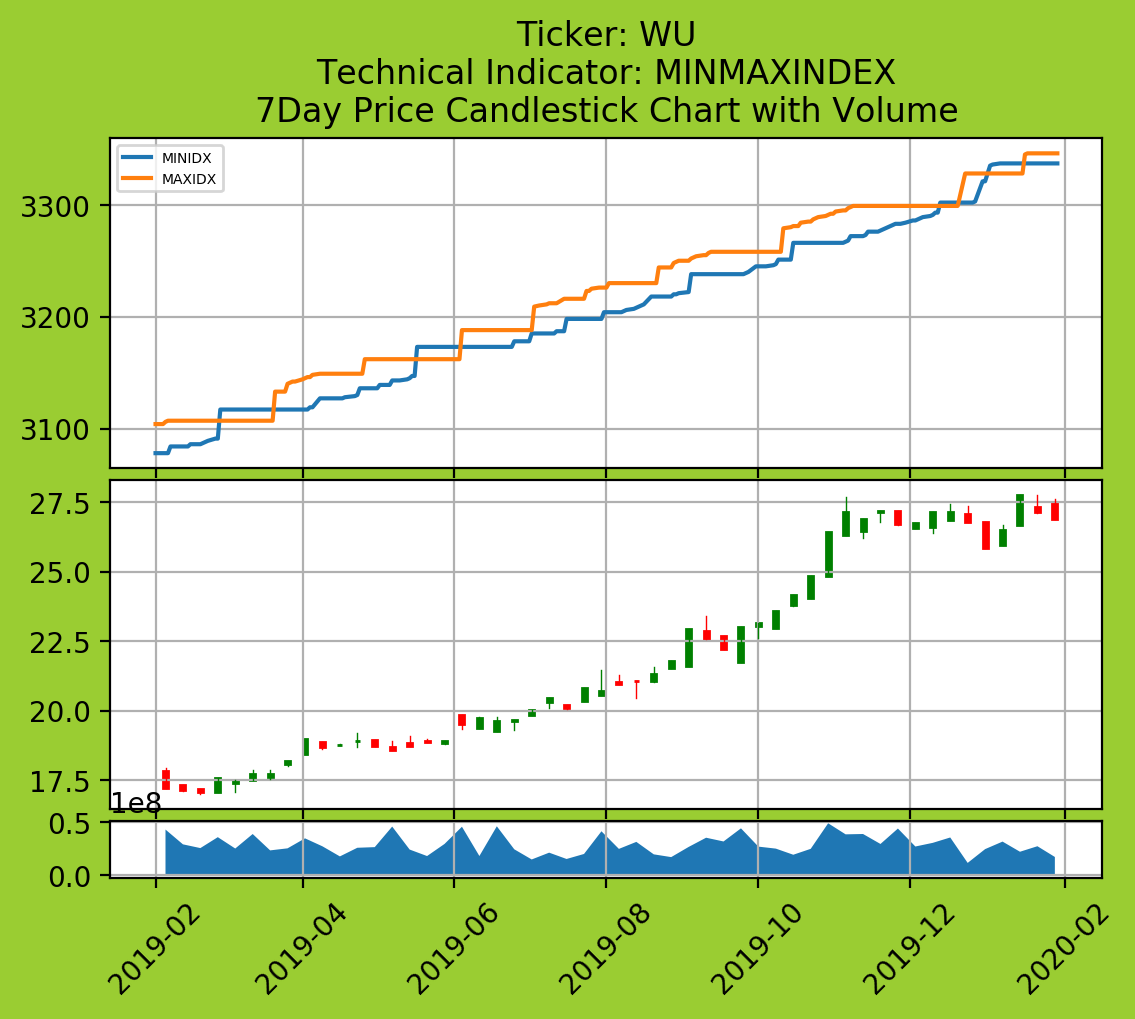 Ticker: WU
Technical Indicator: MINMAXINDEX
7Day Price Candlestick Chart with Volume
MINIDX
MAXIDX
3300
3200
3100
27.5
25.0
22.5
20.0
17.5
1e8
0.5
0.0
2019-02
2019-04
2019-06
2019-08
2019-10
2019-12
2020-02